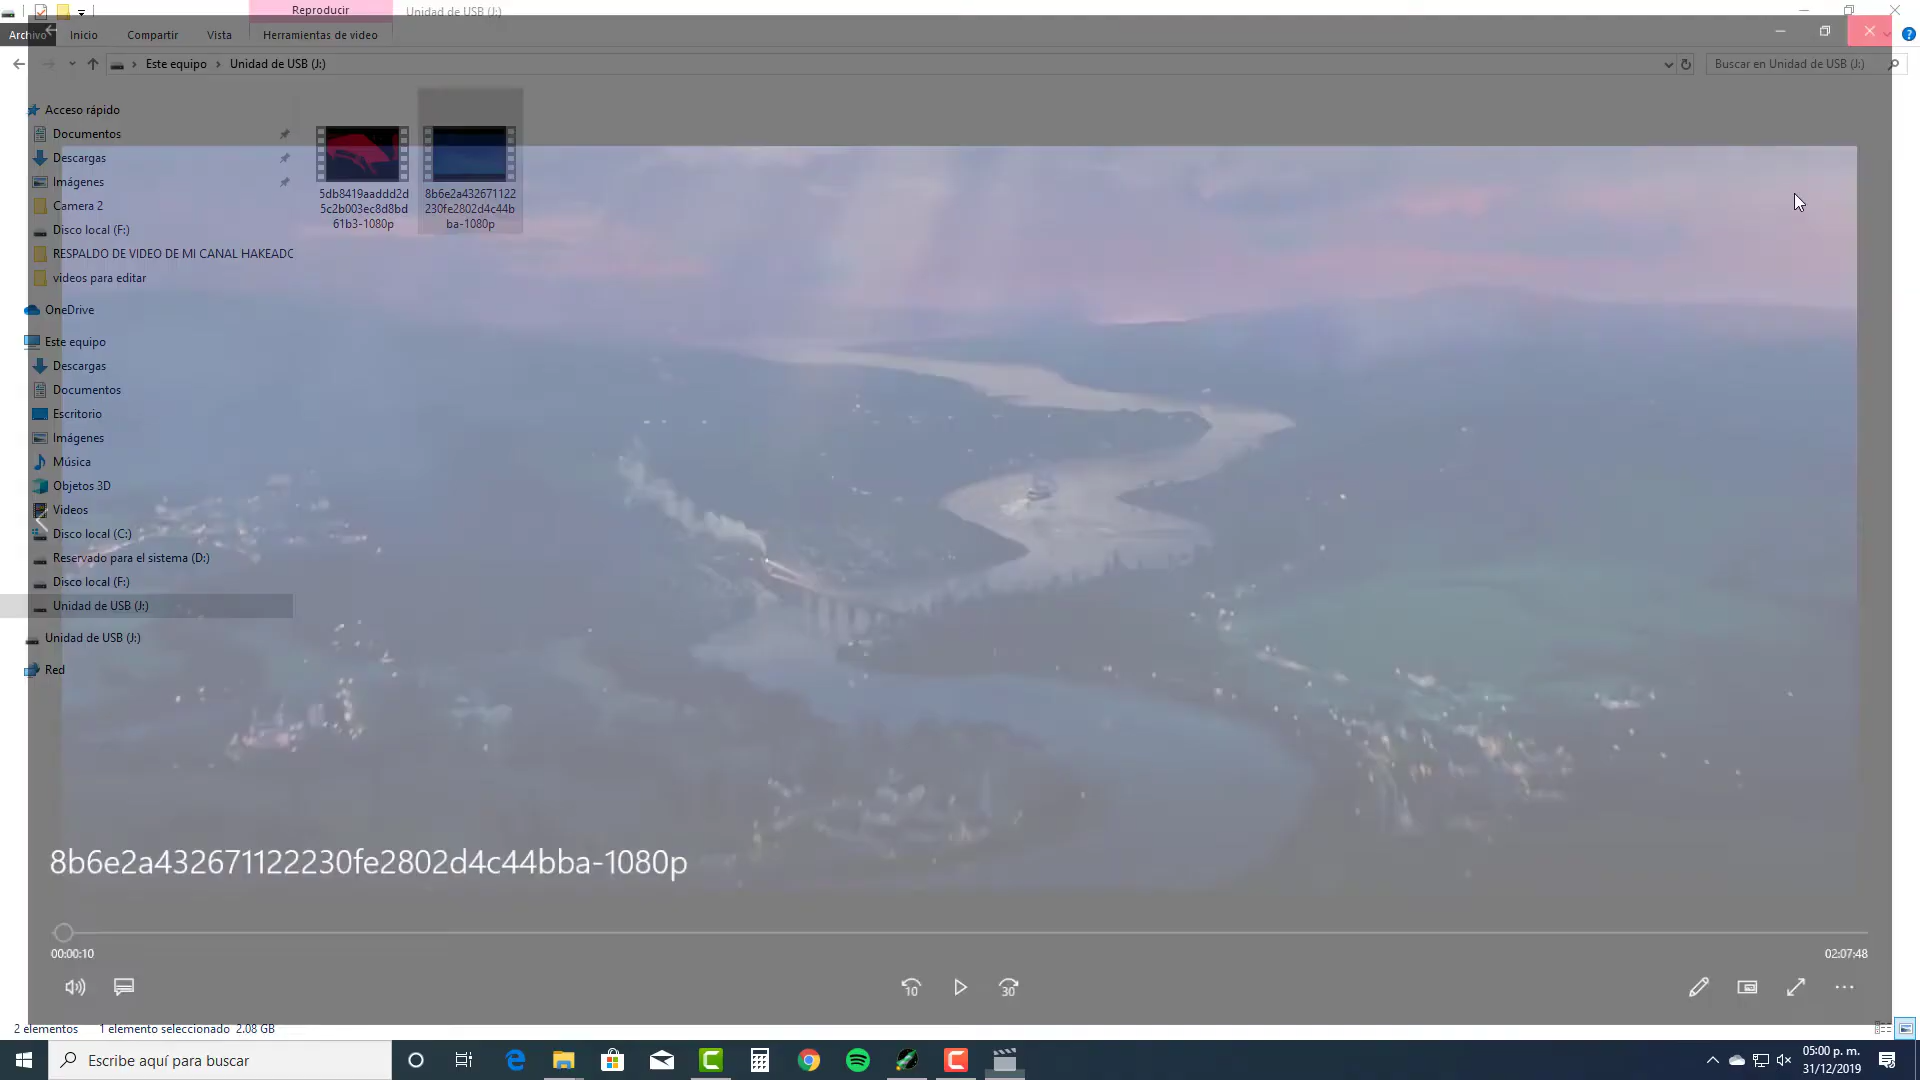 Reproducir
Unidad de USB (J:)
Archivo
Inicio
Compartir
Vista
Herramientas de video
Este equipo
Unidad de USB (J:)
Buscar en Unidad de USB (J:)
Acceso rápido
Documentos
Descargas
Imágenes
Camera 2
Disco local (F:)
RESPALDO DE VIDEO DE MI CANAL HAKEADO
videos para editar
OneDrive
Este equipo
Descargas
Documentos
Escritorio
Imágenes
Música
Objetos 3D
Videos
Disco local (C:)
Reservado para el sistema (D:)
Disco local (F:)
Unidad de USB (J:)
Unidad de USB (J:)
Red
5db8419aaddd2d
5c2b003ec8d8bd
61b3-1080p
8b6e2a432671122
230fe2802d4c44b
ba-1080p
8b6e2a432671122230fe2802d4c44bba-1080p
00:00:10
02:07:48
10
30
2 elementos
1 elemento seleccionado 2.08 GB
Escribe aquí para buscar
05:00 p. m.
31/12/2019